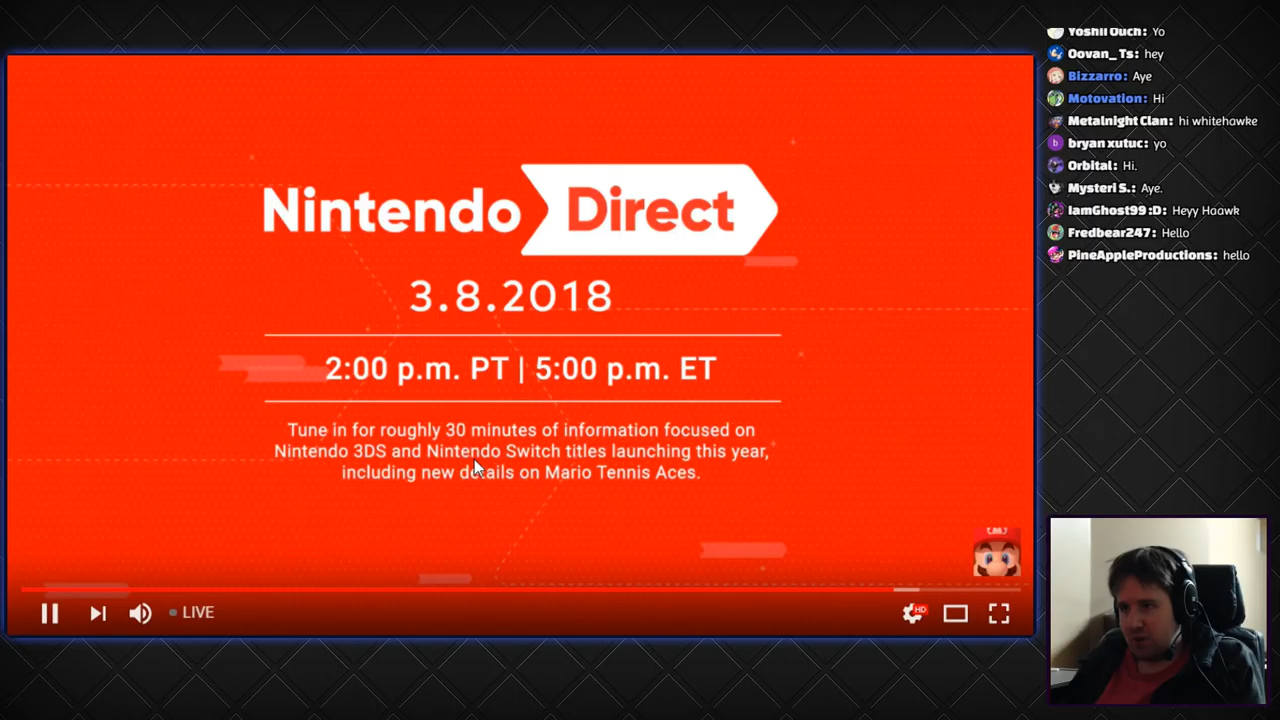 Nintendo Direct
3.8.2018
2:00 p.m. PT | 5:00 p.m. ET
Tune in for roughly 30 minutes of information focused on
Nintendo 3DS and Nintendo Switch titles launching this year,
including new details on Mario Tennis Aces.
LIVE
HD
Yoshii Ouch: Yo
Oovan_Ts: hey
Bizzarro: Aye
Motovation: Hi
Metalnight Clan: hi whitehawke
bryan xutuc: yo
Orbital: Hi.
Mysteri S.: Aye.
IamGhost99 :D: Heyy Haawk
Fredbear247: Hello
PineAppleProductions: hello